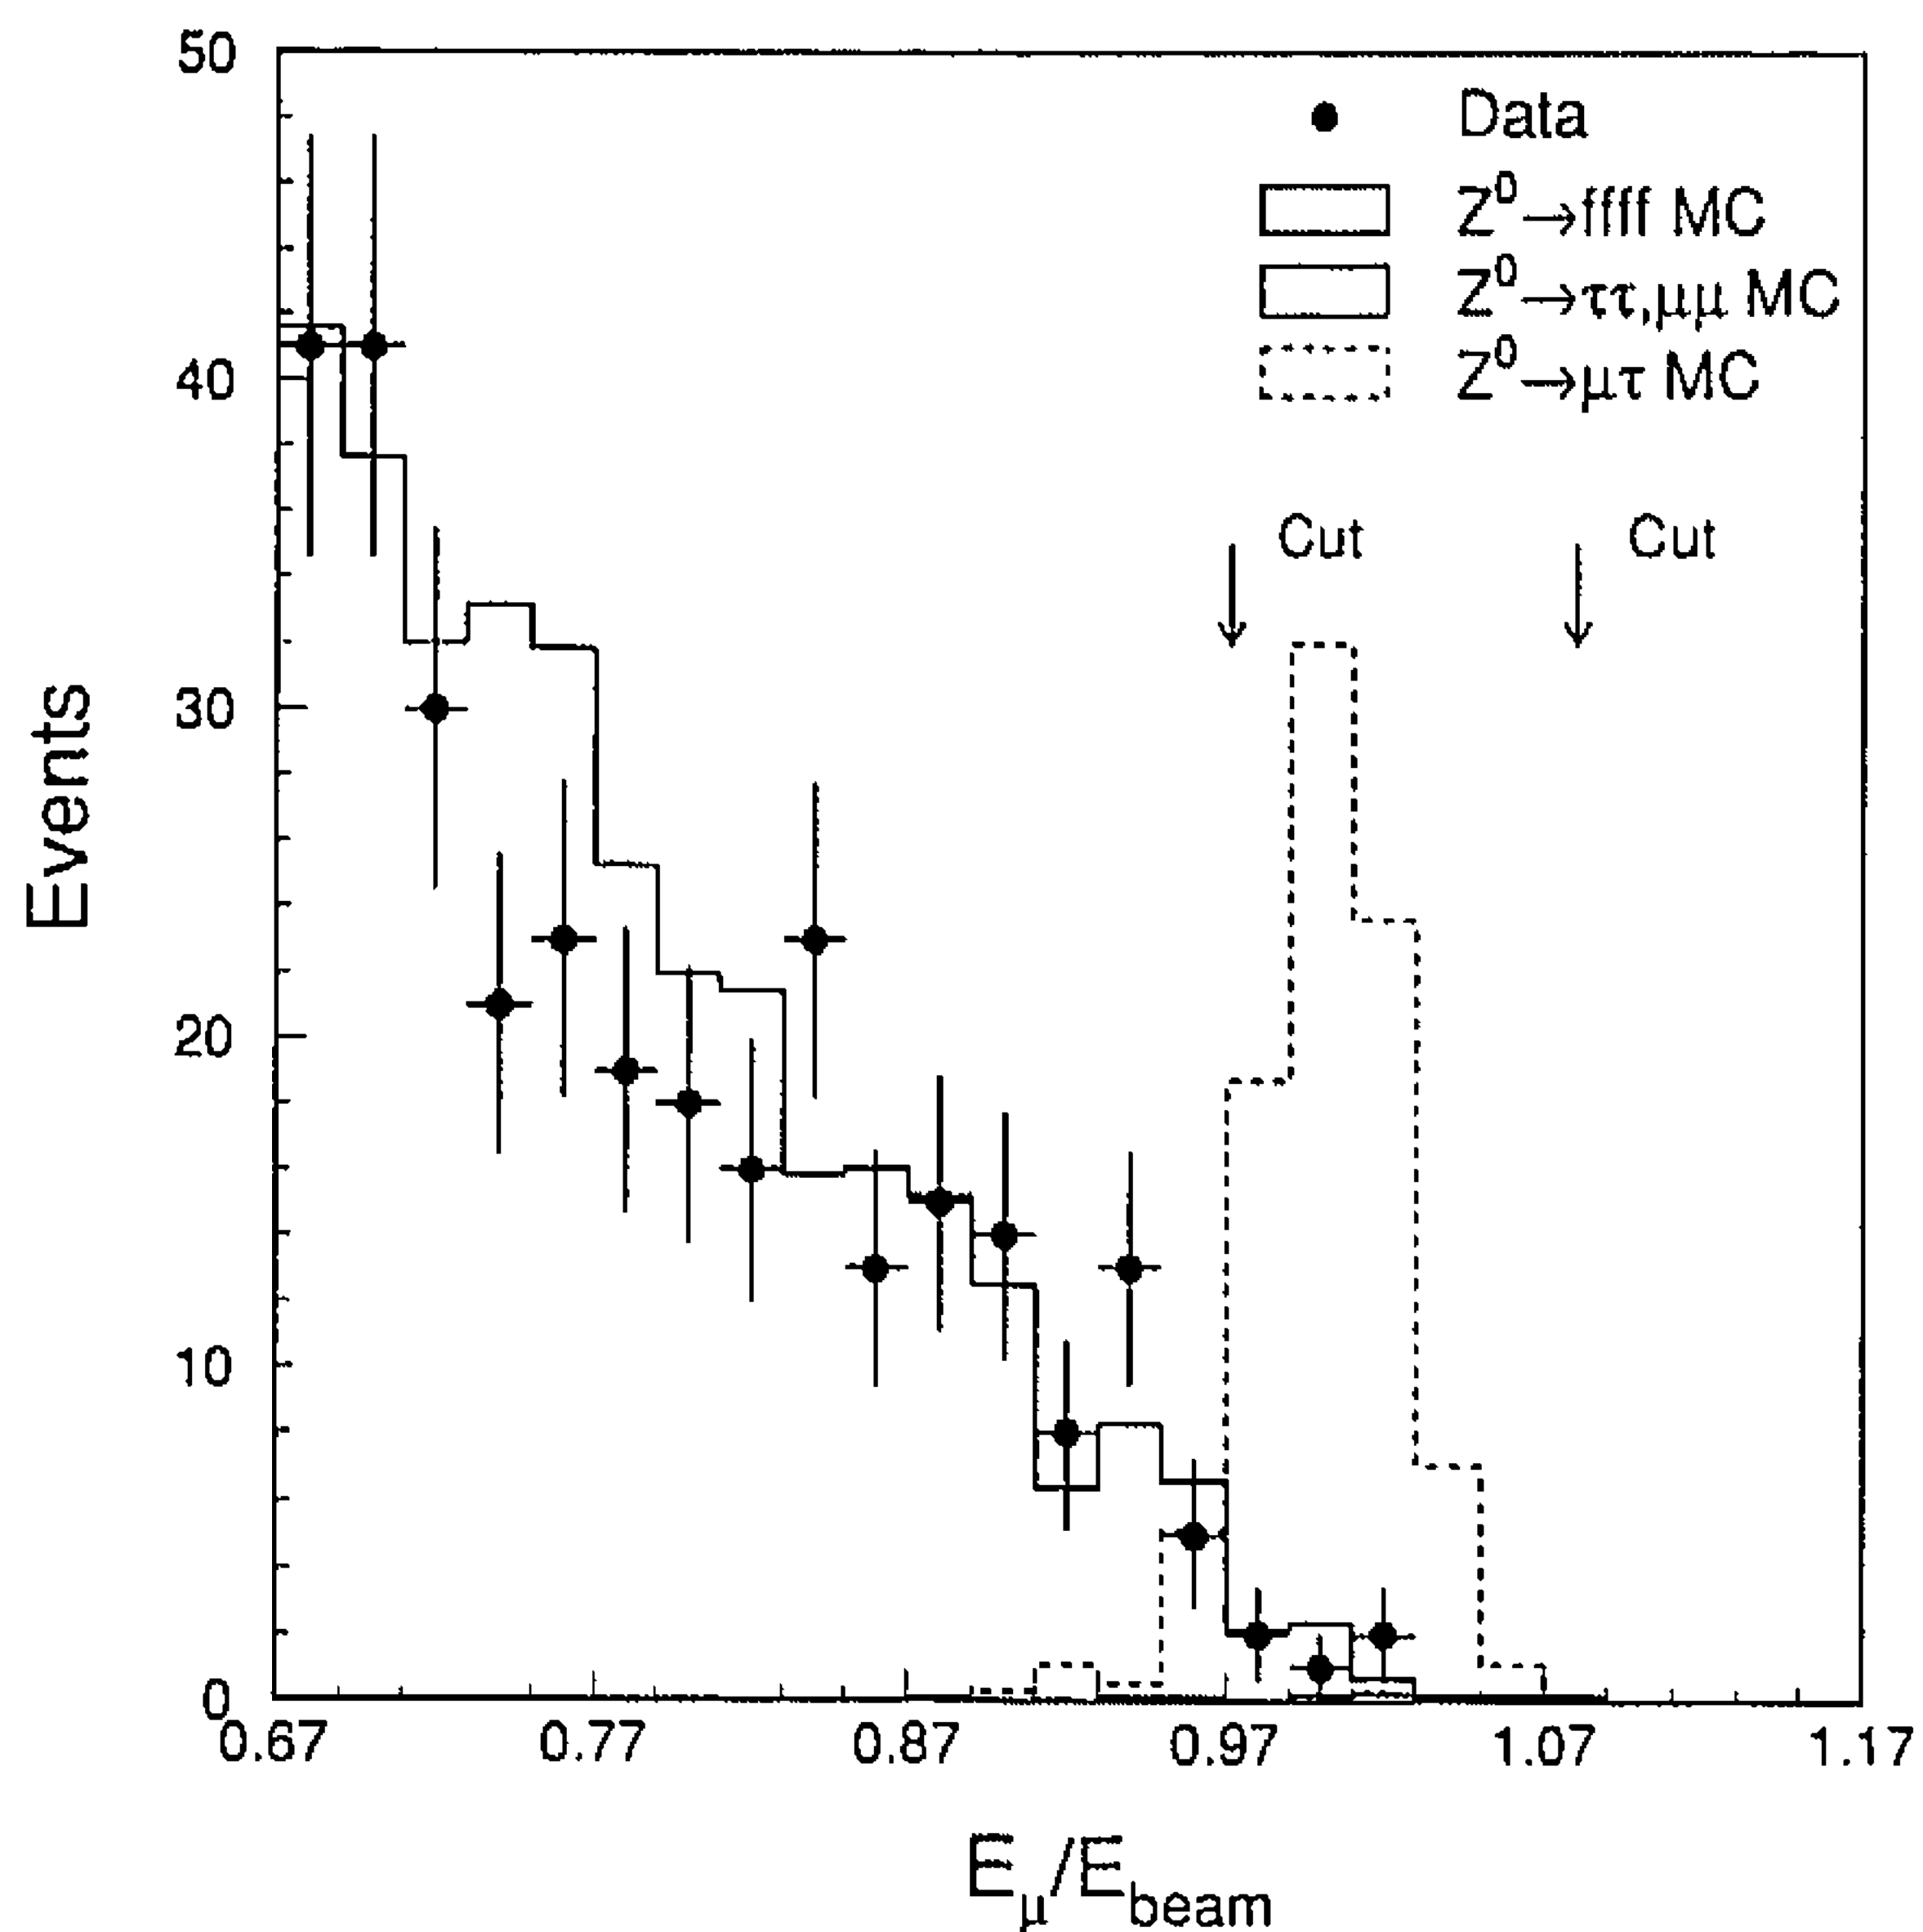 50
40
30
20
10
0
Events
Data
Z⁰→ffff MC
Z⁰→ττ,μμ MC
Z⁰→μτ MC
Cut Cut
0.67 0.77 0.87 0.97 1.07 1.17
Eμ/Ebeam